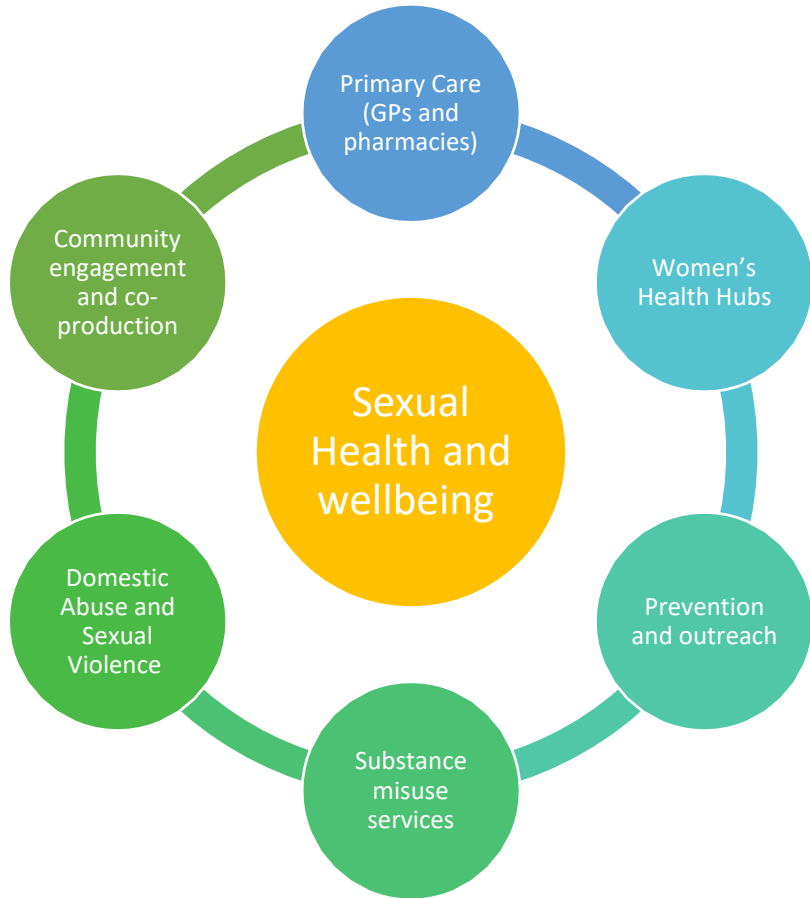 Primary Care
(GPs and
pharmacies)
Women’s
Health Hubs
Prevention
and outreach
Substance
misuse
services
Domestic
Abuse and
Sexual
Violence
Community
engagement
and co-
production
Sexual
Health and
wellbeing